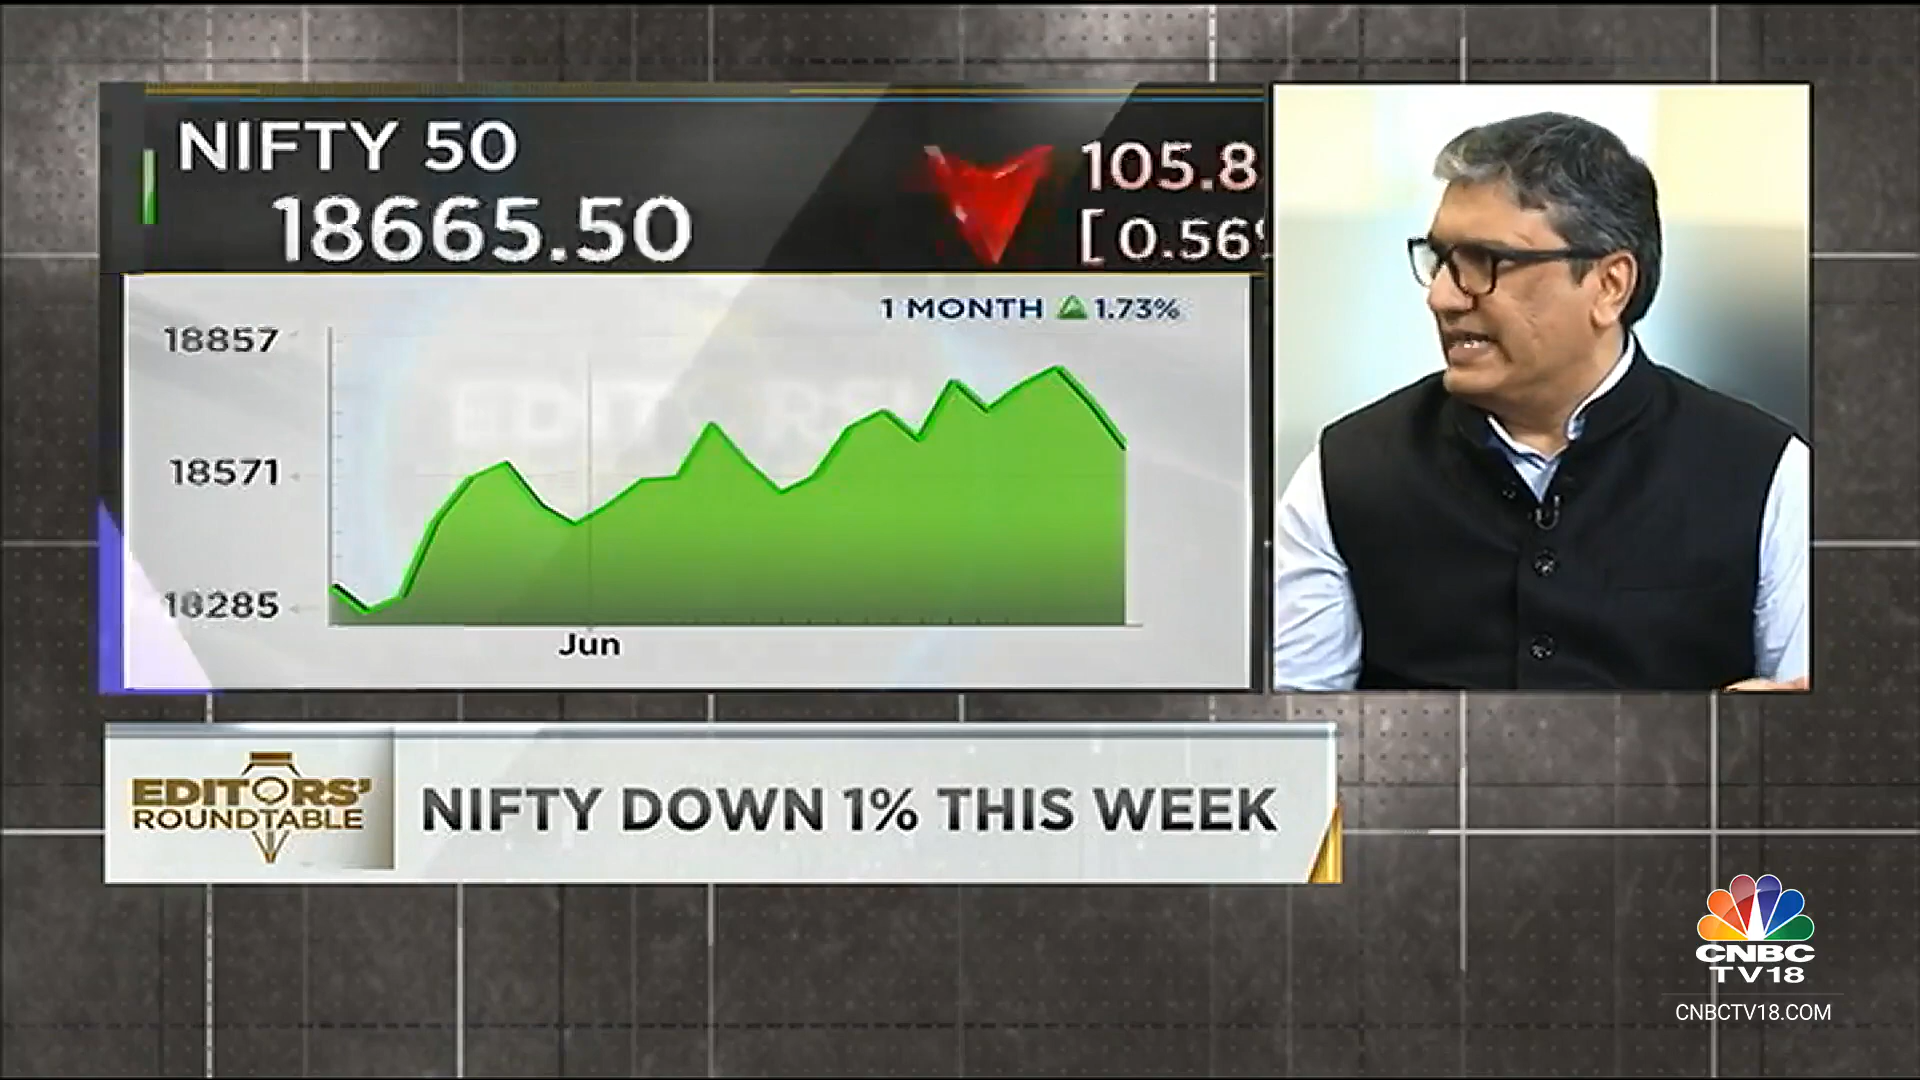 NIFTY 50
18665.50
105.8
[ 0.56%
1 MONTH 1.73%
18857
18571
18285
Jun
EDITORS'
ROUNDTABLE
NIFTY DOWN 1% THIS WEEK
CNBC
TV18
CNBCTV18.COM